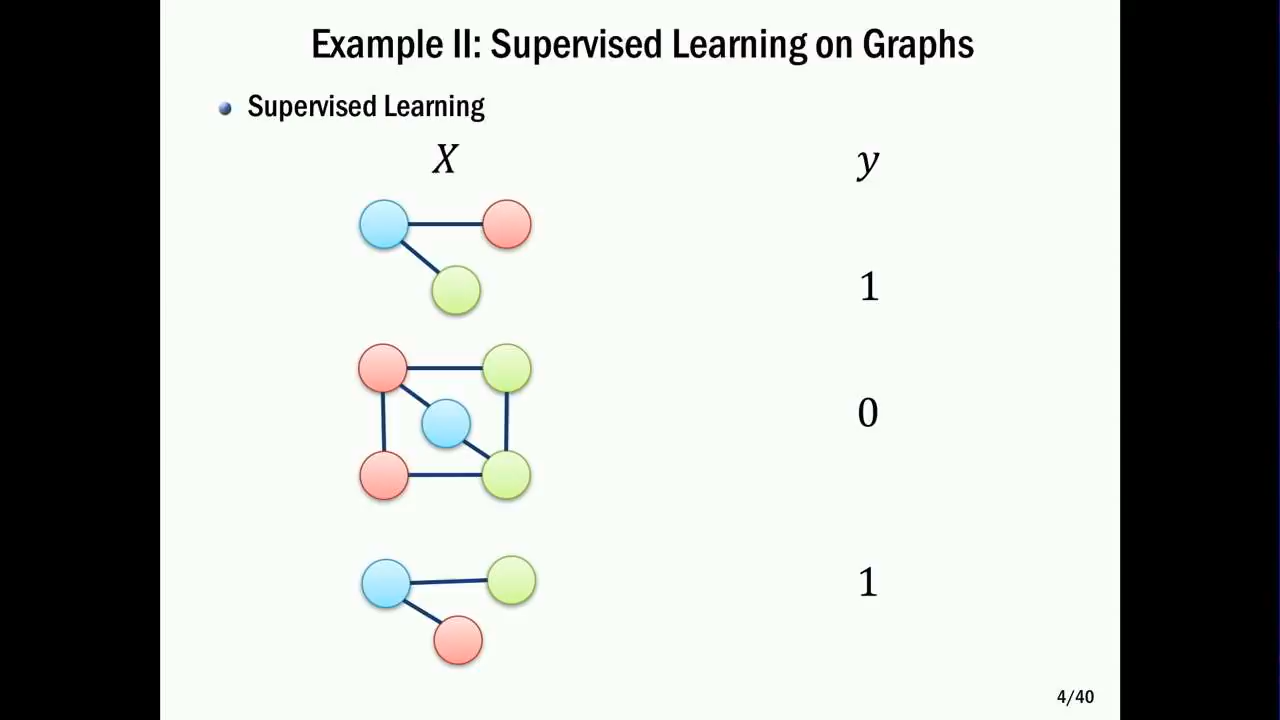 Example II: Supervised Learning on Graphs
Supervised Learning
X y
1
0
1
4/40